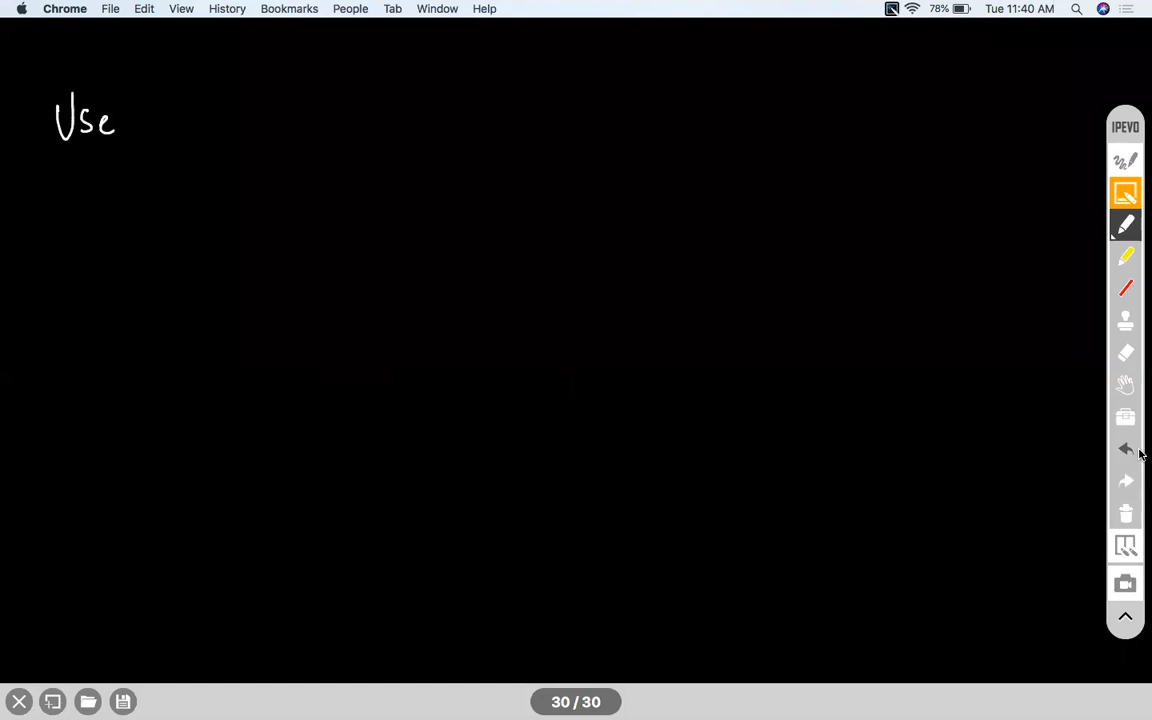 Chrome File Edit View History Bookmarks People Tab Window Help 78% Tue 11:40 AM
Use
IPEVO
30 / 30